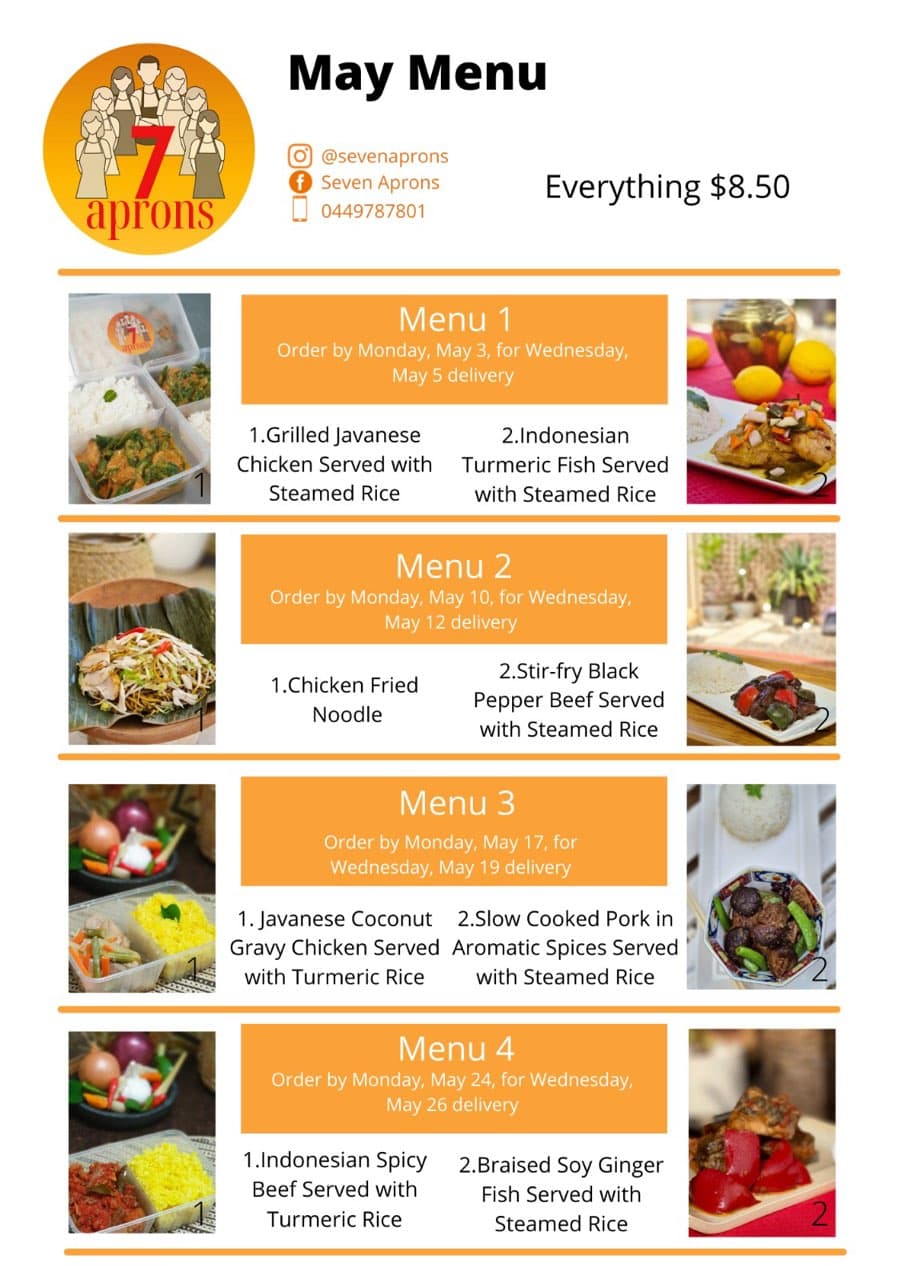 May Menu
7
aprons
@sevenaprons
Seven Aprons
0449787801
Everything $8.50
Menu 1
Order by Monday, May 3, for Wednesday,
May 5 delivery
7
aprons
1
1.Grilled Javanese
Chicken Served with
Steamed Rice
2.Indonesian
Turmeric Fish Served
with Steamed Rice
2
Menu 2
Order by Monday, May 10, for Wednesday,
May 12 delivery
1
1.Chicken Fried
Noodle
2.Stir-fry Black
Pepper Beef Served
with Steamed Rice
2
Menu 3
Order by Monday, May 17, for
Wednesday, May 19 delivery
1
1. Javanese Coconut
Gravy Chicken Served
with Turmeric Rice
2.Slow Cooked Pork in
Aromatic Spices Served
with Steamed Rice
2
Menu 4
Order by Monday, May 24, for Wednesday,
May 26 delivery
1
1.Indonesian Spicy
Beef Served with
Turmeric Rice
2.Braised Soy Ginger
Fish Served with
Steamed Rice
2